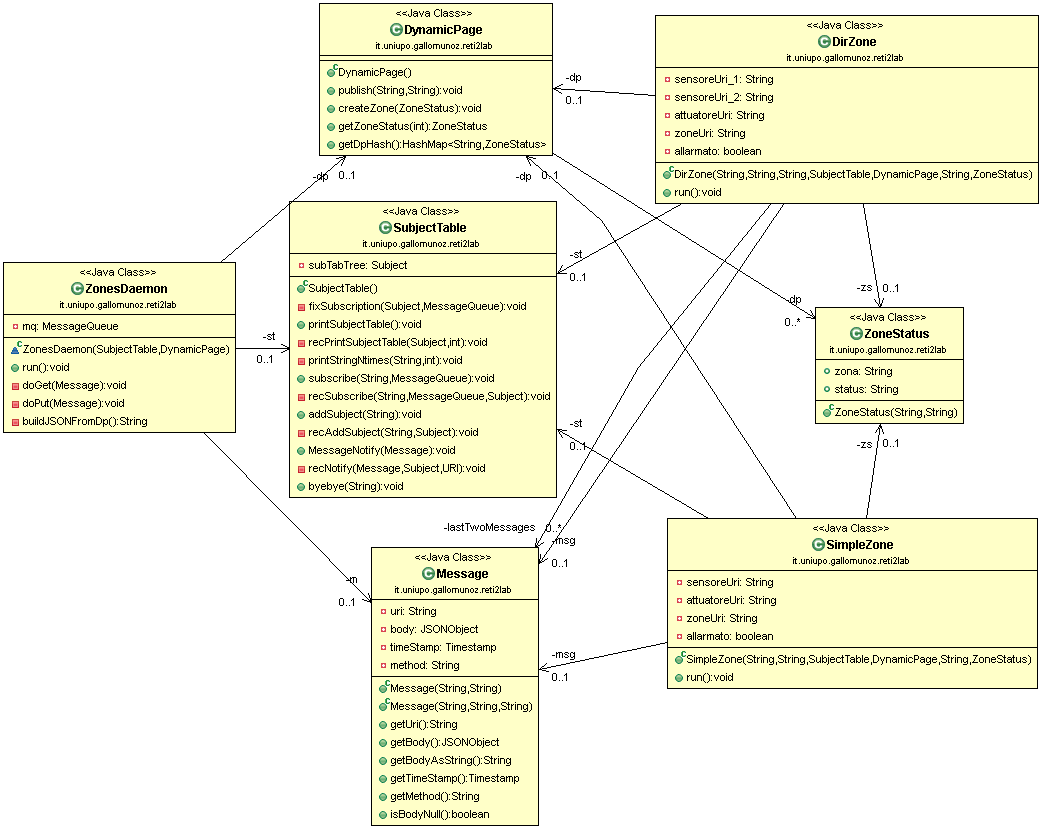 <<Java Class>>
DynamicPage
it.uniupo.gallomunoz.reti2lab
DynamicPage()
publish(String,String):void
createZone(ZoneStatus):void
getZoneStatus(int):ZoneStatus
getDpHash():HashMap<String,ZoneStatus>
<<Java Class>>
DirZone
it.uniupo.gallomunoz.reti2lab
sensoreUri_1: String
sensoreUri_2: String
attuatoreUri: String
zoneUri: String
allarmato: boolean
DirZone(String,String,String,SubjectTable,DynamicPage,String,ZoneStatus)
run():void
-dp
0..1
-dp
0..1
-dp
0..1
<<Java Class>>
SubjectTable
it.uniupo.gallomunoz.reti2lab
subTabTree: Subject
SubjectTable()
fixSubscription(Subject,MessageQueue):void
printSubjectTable():void
recPrintSubjectTable(Subject,int):void
printStringNtimes(String,int):void
subscribe(String,MessageQueue):void
recSubscribe(String,MessageQueue,Subject):void
addSubject(String):void
recAddSubject(String,Subject):void
MessageNotify(Message):void
recNotify(Message,Subject,URI):void
byebye(String):void
<<Java Class>>
ZonesDaemon
it.uniupo.gallomunoz.reti2lab
mq: MessageQueue
ZonesDaemon(SubjectTable,DynamicPage)
run():void
doGet(Message):void
doPut(Message):void
buildJSONFromDp():String
-st
0..1
-st
0..1
-st
0..1
-zs
0..1
-dp
0..*
<<Java Class>>
ZoneStatus
it.uniupo.gallomunoz.reti2lab
zona: String
status: String
ZoneStatus(String,String)
-zs
0..1
-lastTwoMessages
0..*
-msg
0..1
-m
0..1
-msg
0..1
<<Java Class>>
Message
it.uniupo.gallomunoz.reti2lab
uri: String
body: JSONObject
timeStamp: Timestamp
method: String
Message(String,String)
Message(String,String,String)
getUri():String
getBody():JSONObject
getBodyAsString():String
getTimeStamp():Timestamp
getMethod():String
isBodyNull():boolean
<<Java Class>>
SimpleZone
it.uniupo.gallomunoz.reti2lab
sensoreUri: String
attuatoreUri: String
zoneUri: String
allarmato: boolean
SimpleZone(String,String,SubjectTable,DynamicPage,String,ZoneStatus)
run():void